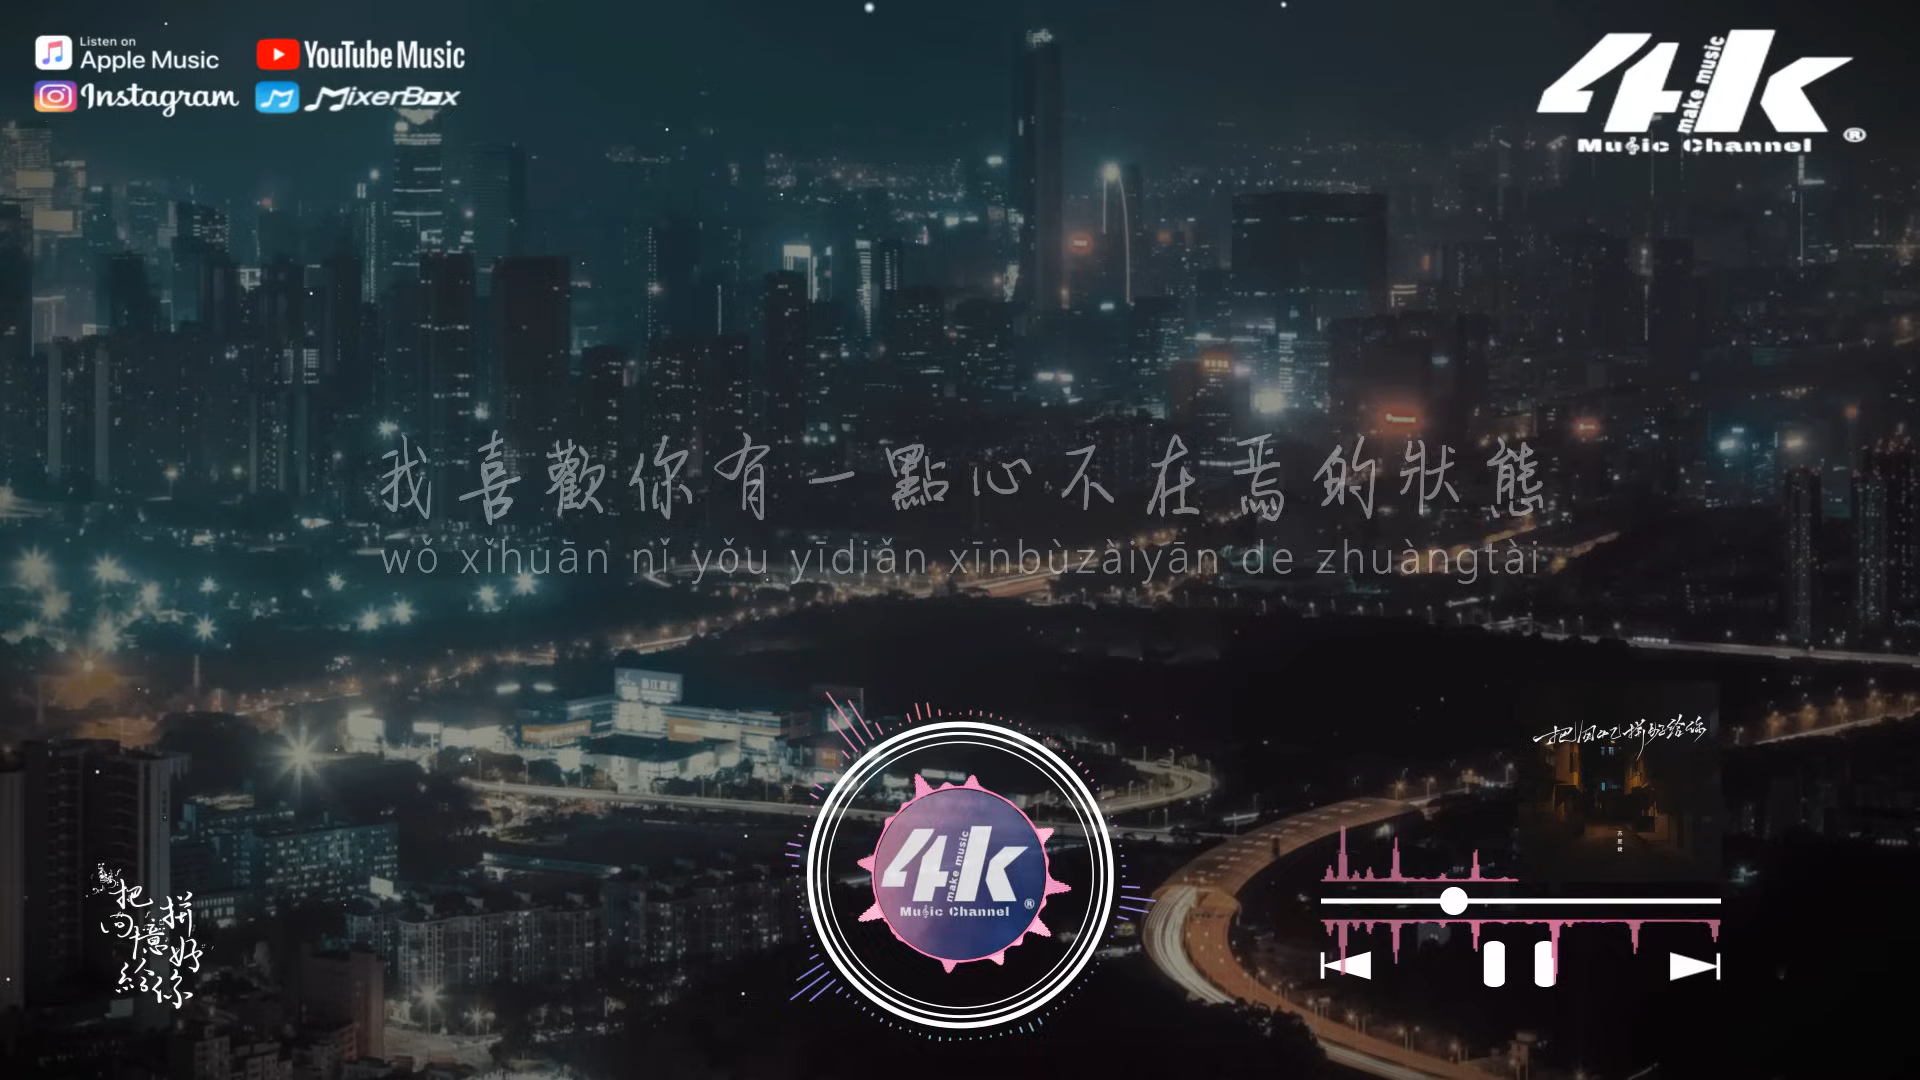 Listen on
Apple Music
YouTube Music
Instagram
MixerBox
4k
make music
Music Channel
®
我喜歡你有一點心不在焉的狀態
wǒ xǐhuān nǐ yǒu yīdiǎn xīnbùzàiyān de zhuàngtài
把回憶拼好給你
4k
make music
Music Channel
®
把回忆拼好给你